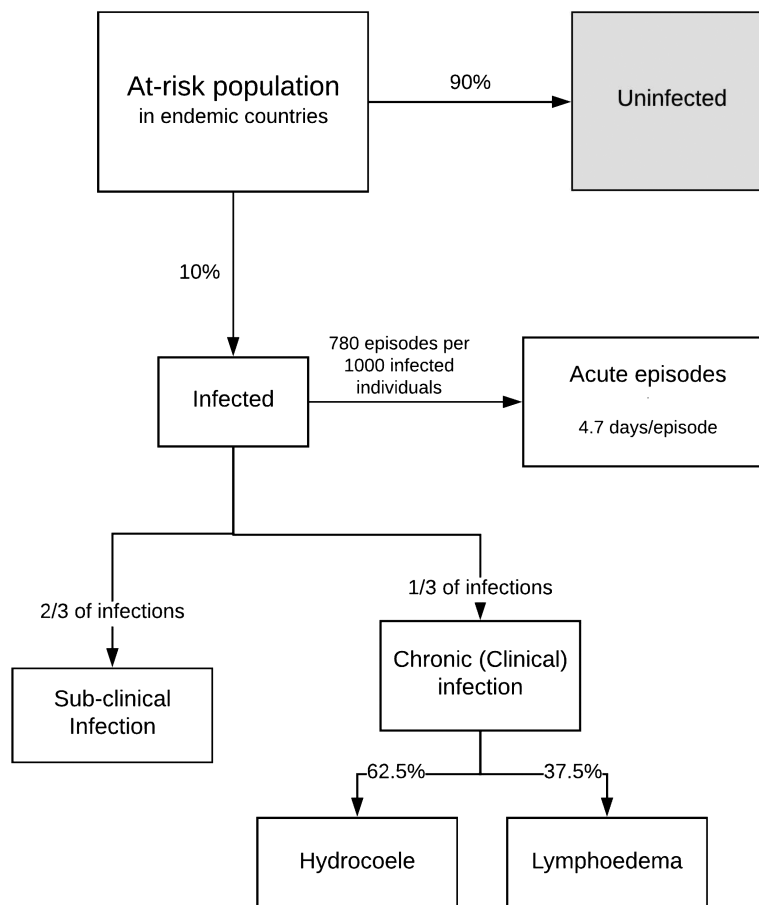 At-risk population
in endemic countries
90%
Uninfected
10%
780 episodes per
1000 infected
individuals
Infected
Acute episodes
4.7 days/episode
2/3 of infections
1/3 of infections
Sub-clinical
Infection
Chronic (Clinical)
infection
62.5%
37.5%
Hydrocoele
Lymphoedema